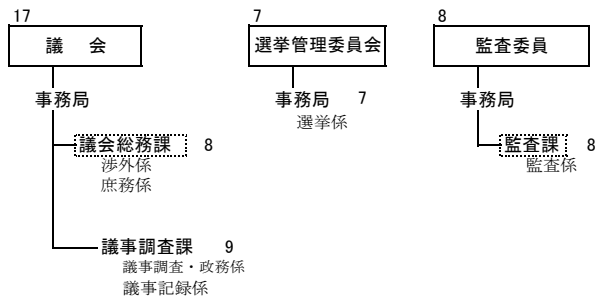 17
議　会
事務局
議会総務課　8
渉外係
庶務係
議事調査課　9
議事調査・政務係
議事記録係
7
選挙管理委員会
事務局　7
選挙係
8
監査委員
事務局
監査課　8
監査係